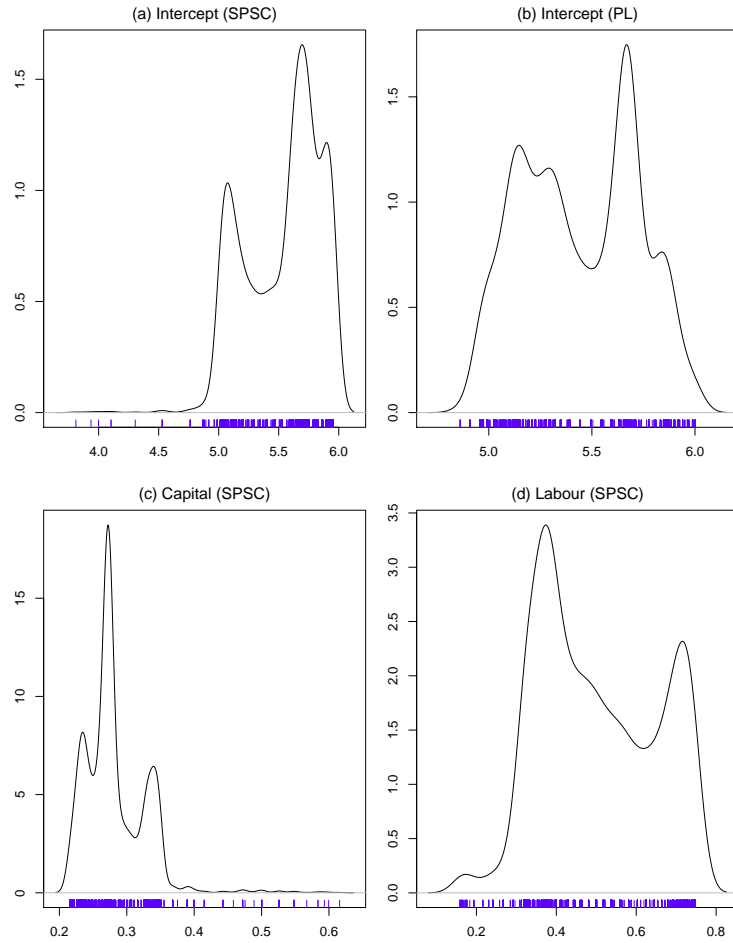 (a) Intercept (SPSC)
0.0 0.5 1.0 1.5
4.0 4.5 5.0 5.5 6.0
(b) Intercept (PL)
0.0 0.5 1.0 1.5
5.0 5.5 6.0
(c) Capital (SPSC)
0 5 10 15
0.2 0.3 0.4 0.5 0.6
(d) Labour (SPSC)
0.0 0.5 1.0 1.5 2.0 2.5 3.0 3.5
0.2 0.4 0.6 0.8